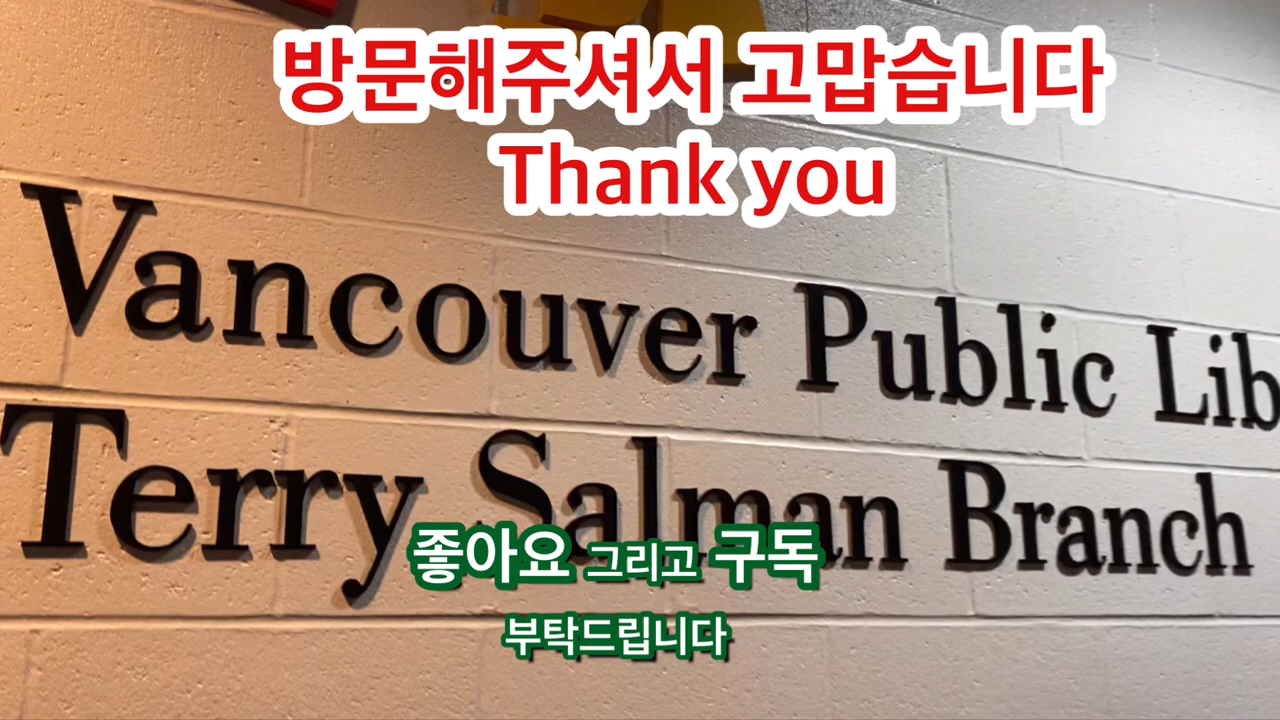 방문해주셔서 고맙습니다
Thank you
Vancouver Public Lib
Terry Salman Branch
좋아요 그리고 구독
부탁드립니다